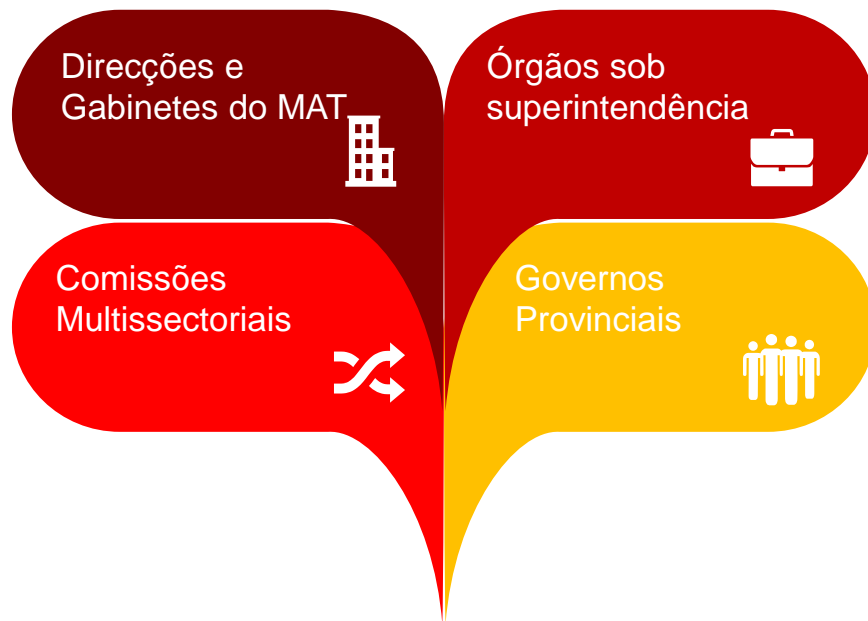 Direcções e
Gabinetes do MAT
Órgãos sob
superintendência
Comissões
Multissectoriais
Governos
Provinciais